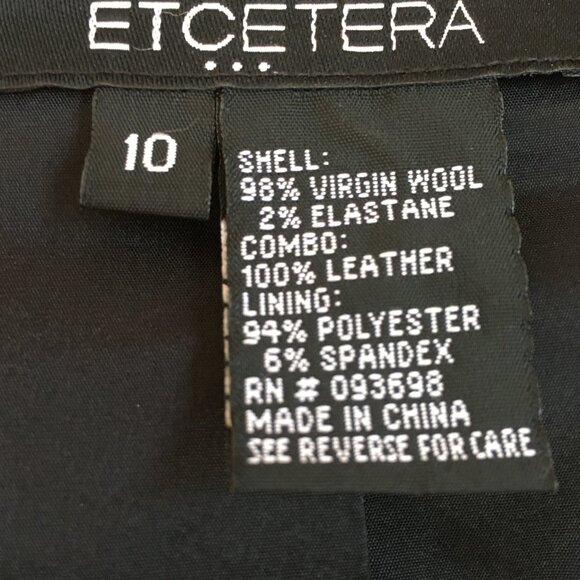 ETCETERA
...
10
SHELL:
98% VIRGIN WOOL
2% ELASTANE
COMBO:
100% LEATHER
LINING:
94% POLYESTER
6% SPANDEX
RN # 093698
MADE IN CHINA
SEE REVERSE FOR CARE